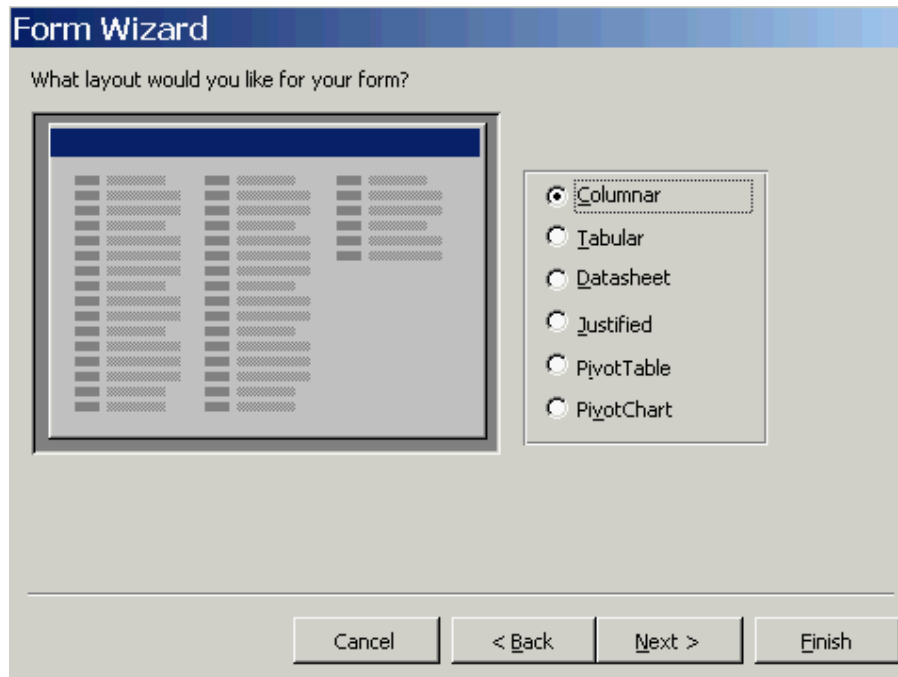 Form Wizard
What layout would you like for your form?
Columnar
Tabular
Datasheet
Justified
PivotTable
PivotChart
Cancel < Back Next > Finish